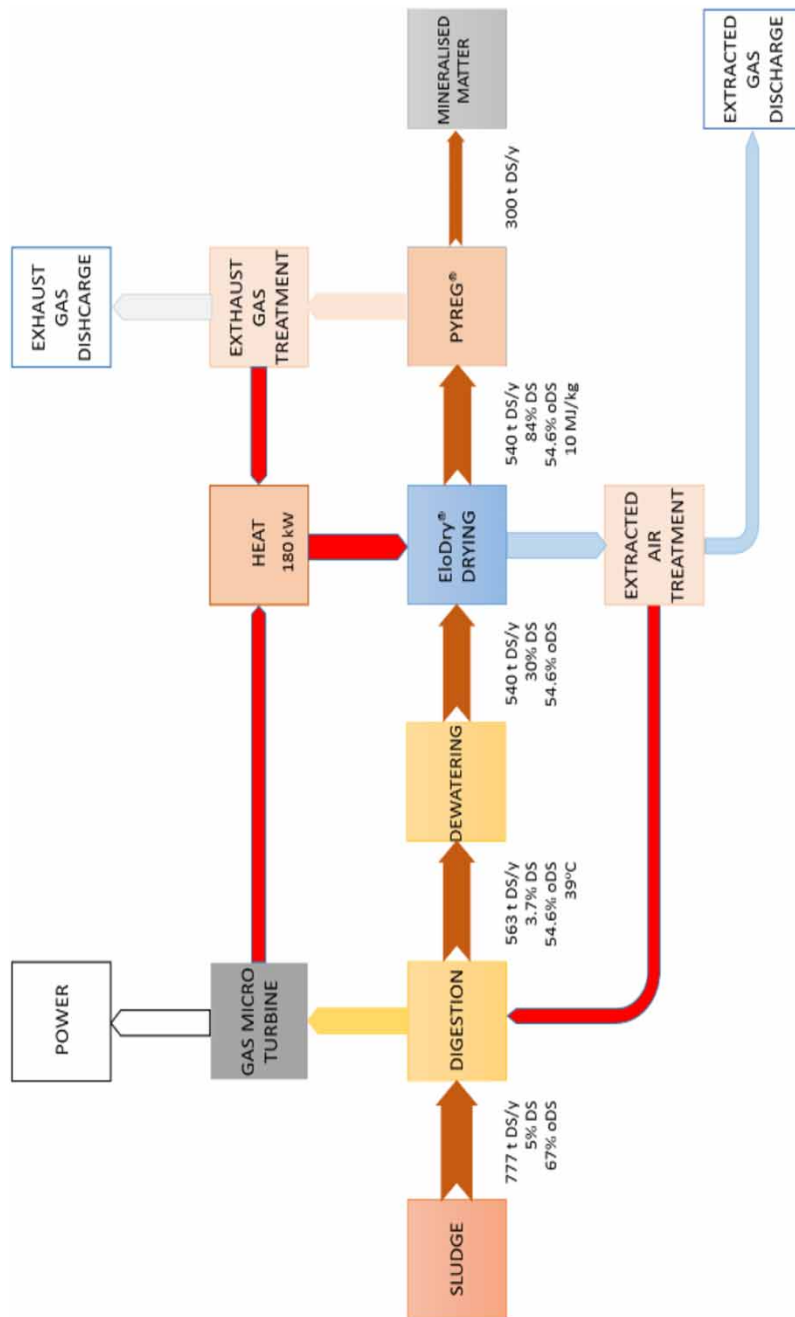 POWER
EXHAUST
GAS
DISHCARGE
GAS MICRO
TURBINE
HEAT
180 kW
EXTHAUST
GAS
TREATMENT
SLUDGE
777 t DS/y
5% DS
67% oDS
DIGESTION
563 t DS/y
3.7% DS
54.6% oDS
39°C
DEWATERING
540 t DS/y
30% DS
54.6% oDS
EloDry®
DRYING
540 t DS/y
84% DS
54.6% oDS
10 MJ/kg
PYREG®
300 t DS/y
MINERALISED
MATTER
EXTRACTED
AIR
TREATMENT
EXTRACTED
GAS
DISCHARGE